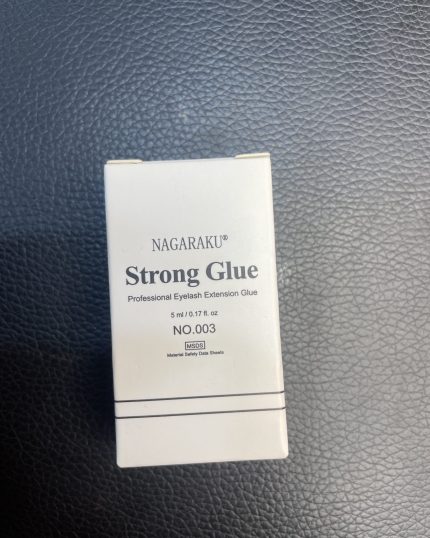 NAGARAKU®
Strong Glue
Professional Eyelash Extension Glue
5 ml / 0.17 fl. oz
NO.003
MSDS
Material Safety Data Sheets